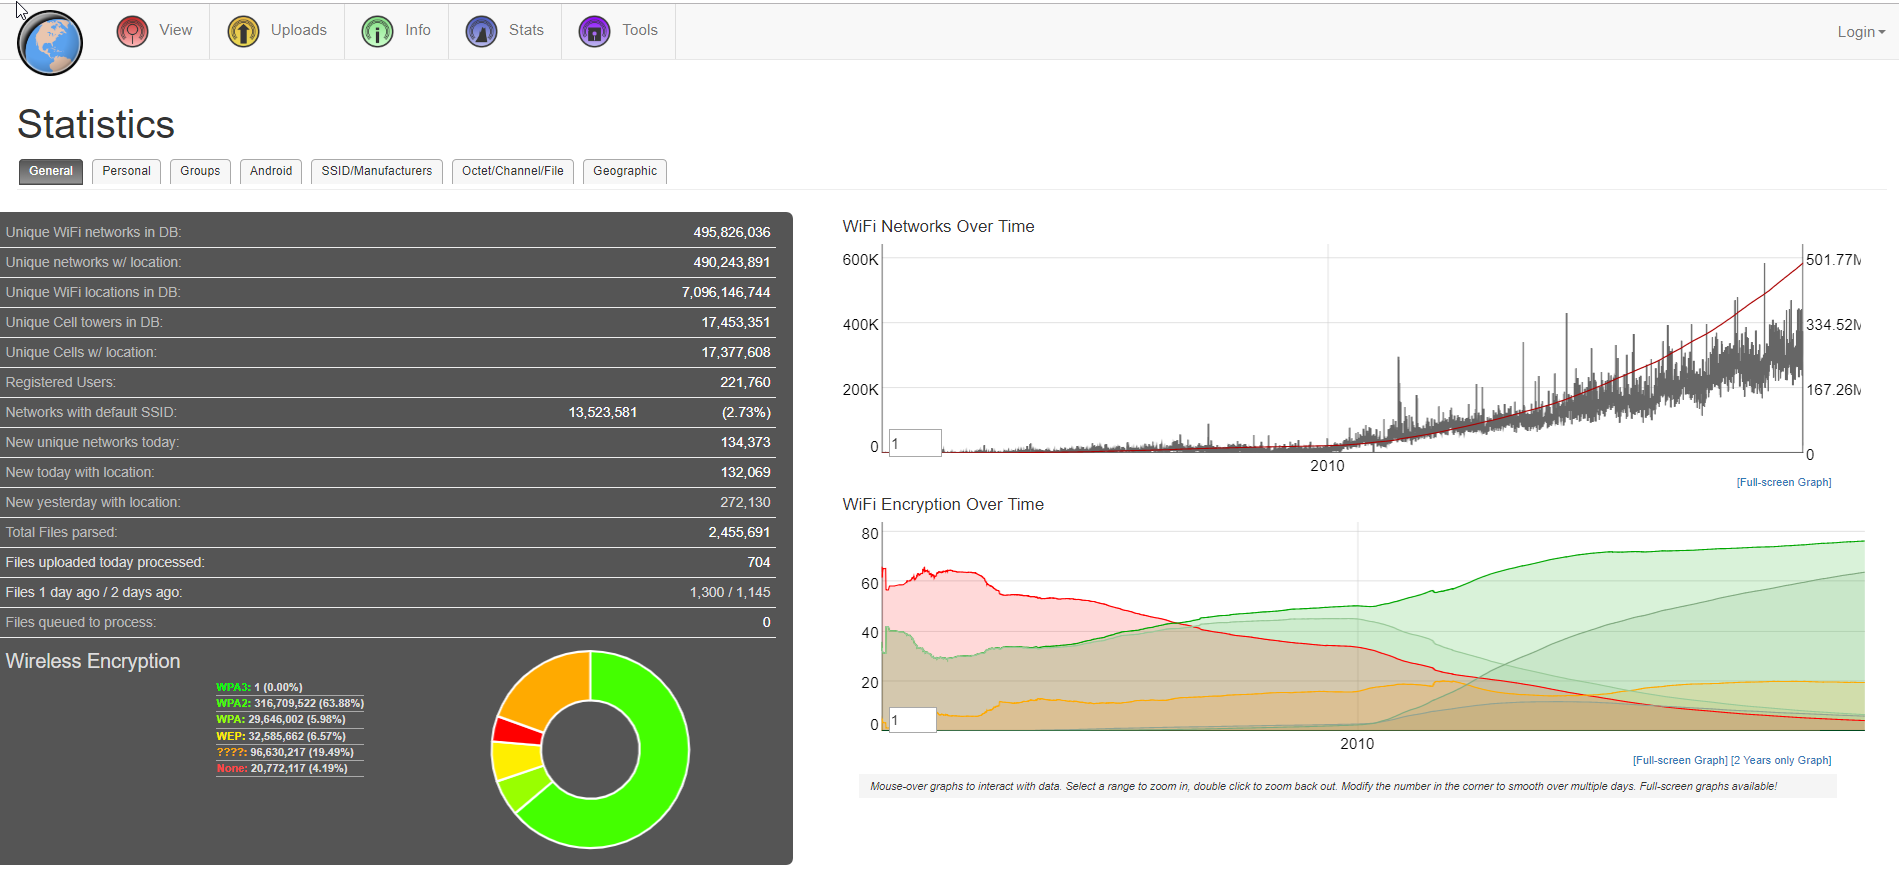 View
Uploads
Info
Stats
Tools
Login
Statistics
General
Personal
Groups
Android
SSID/Manufacturers
Octet/Channel/File
Geographic
Unique WiFi networks in DB: 495,826,036
Unique networks w/ location: 490,243,891
Unique WiFi locations in DB: 7,096,146,744
Unique Cell towers in DB: 17,453,351
Unique Cells w/ location: 17,377,608
Registered Users: 221,760
Networks with default SSID: 13,523,581 (2.73%)
New unique networks today: 134,373
New today with location: 132,069
New yesterday with location: 272,130
Total Files parsed: 2,455,691
Files uploaded today processed: 704
Files 1 day ago / 2 days ago: 1,300 / 1,145
Files queued to process: 0
Wireless Encryption
WPA3: 1 (0.00%)
WPA2: 316,709,522 (63.88%)
WPA: 29,646,002 (5.98%)
WEP: 32,585,662 (6.57%)
????: 96,630,217 (19.49%)
None: 20,772,117 (4.19%)
WiFi Networks Over Time
600K
400K
200K
0
1
501.77M
334.52M
167.26M
0
2010
[Full-screen Graph]
WiFi Encryption Over Time
80
60
40
20
0
1
2010
[Full-screen Graph] [2 Years only Graph]
Mouse-over graphs to interact with data. Select a range to zoom in, double click to zoom back out. Modify the number in the corner to smooth over multiple days. Full-screen graphs available!